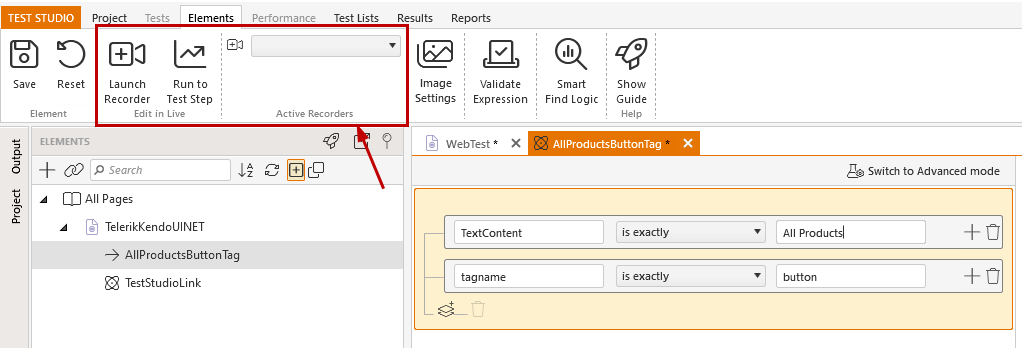 TEST STUDIO Project Tests Elements Performance Test Lists Results Reports
Save Reset Launch Recorder Run to Test Step Image Settings Validate Expression Smart Find Logic Show Guide
Element Edit in Live Active Recorders Help
Output
Project
ELEMENTS
Search
All Pages
TelerikKendoUINET
AllProductsButtonTag
TestStudioLink
WebTest * AllProductsButtonTag *
Switch to Advanced mode
TextContent is exactly All Products
tagname is exactly button